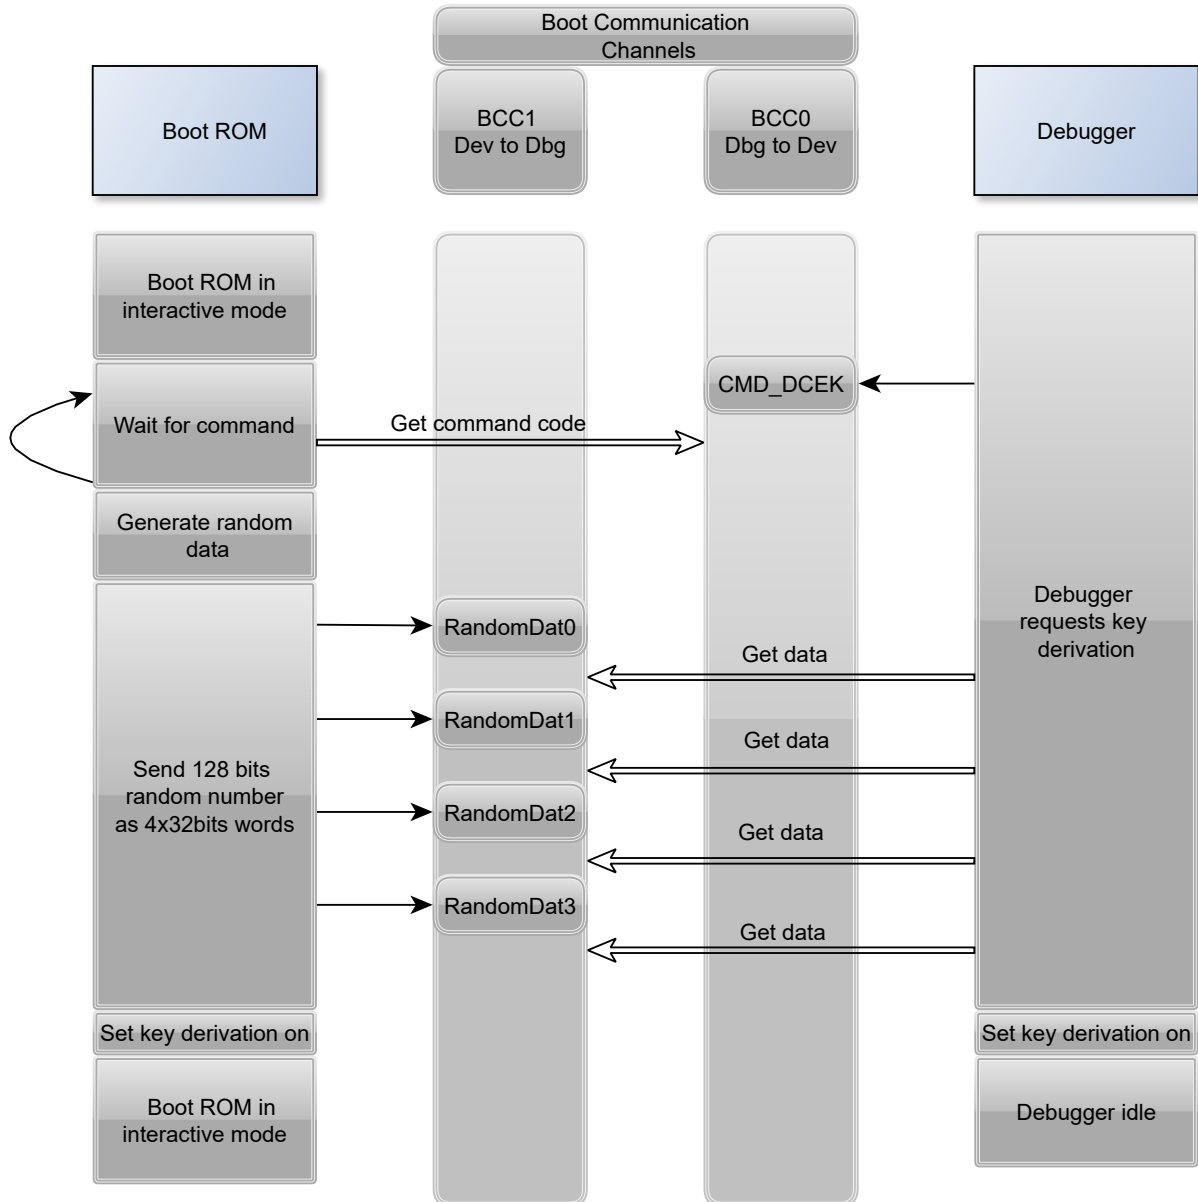 Boot Communication
Channels
Boot ROM
BCC1
Dev to Dbg
BCC0
Dbg to Dev
Debugger
Boot ROM in
interactive mode
CMD_DCEK
Wait for command
Get command code
Generate random
data
Debugger
requests key
derivation
RandomDat0
Get data
RandomDat1
Get data
Send 128 bits
random number
as 4x32bits words
RandomDat2
Get data
RandomDat3
Get data
Set key derivation on
Set key derivation on
Boot ROM in
interactive mode
Debugger idle